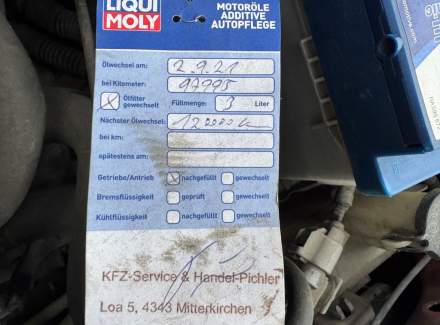 LIQUI
MOLY
MOTORÖLE
ADDITIVE
AUTOPFLEGE
Ölwechsel am: 2.9.21
bei Kilometer: 97995
Ölfilter gewechselt Füllmenge: 3 Liter
Nächster Ölwechsel: 120000
bei km:
spätestens am:
Getriebe/Antrieb nachgefüllt gewechselt
Bremsflüssigkeit geprüft gewechselt
Kühlflüssigkeit nachgefüllt gewechselt
KFZ-Service & Handel-Pichler
Loa 5, 4343 Mitterkirchen